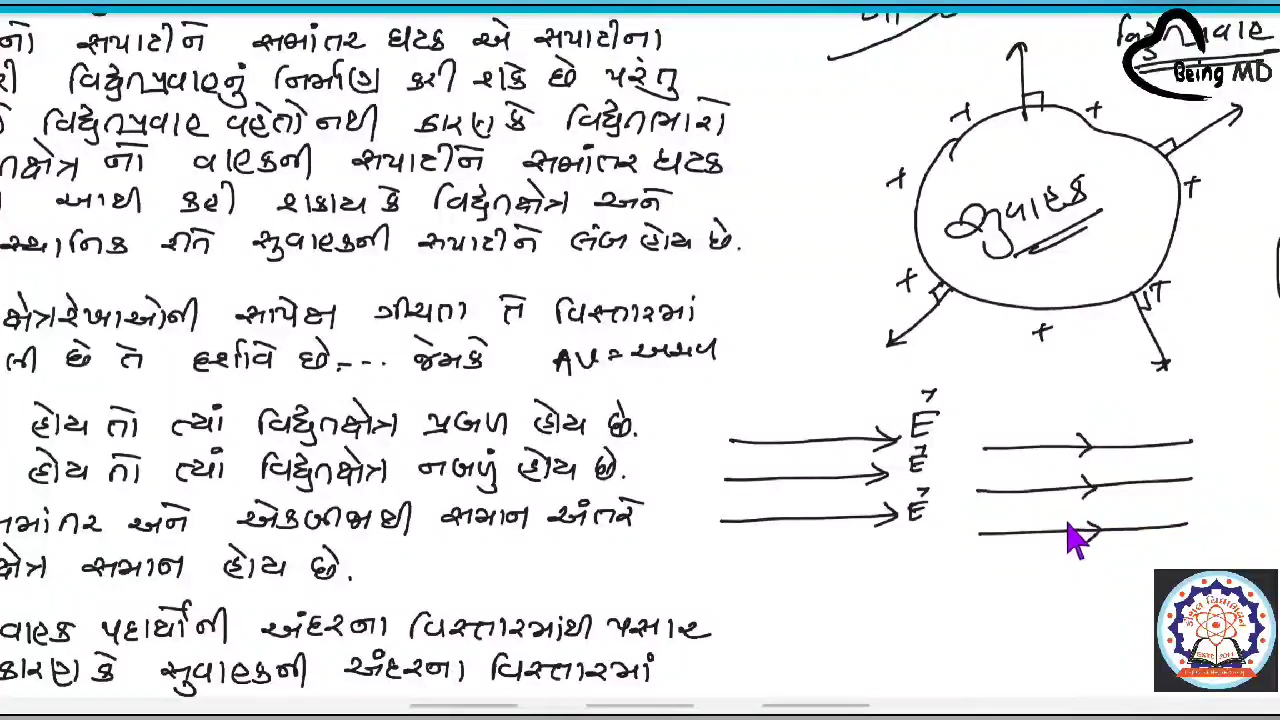 નો સપાટીને સમાંતર ઘટક એ સપાટીના
વિદ્યુતપ્રવાહનું નિર્માણ કરી શકે છે પરંતુ
વિદ્યુતપ્રવાહ વહેતો નથી કારણ કે વિદ્યુતભારો
ક્ષેત્ર નો વાહકની સપાટીને સમાંતર ઘટક
આથી કહી શકાય કે વિદ્યુતક્ષેત્ર અને
સ્થાનિક રીતે સુવાહકની સપાટીને લંબ હોય છે.
ક્ષેત્રરેખાઓની સાપેક્ષ ગીચતા તે વિસ્તારમાં
છે તે દર્શાવે છે.... જેમકે
હોય તો ત્યાં વિદ્યુતક્ષેત્ર પ્રબળ હોય છે.
હોય તો ત્યાં વિદ્યુતક્ષેત્ર નબળું હોય છે.
માંતર અને એકબીજાથી સમાન અંતરે
ક્ષેત્ર સમાન હોય છે.
વાહક પદાર્થોની અંદરના વિસ્તારમાંથી પસાર
કારણ કે સુવાહકની અંદરના વિસ્તારમાં
Being MD
+ +
+ +
સુવાહક
+
+
E
E
E